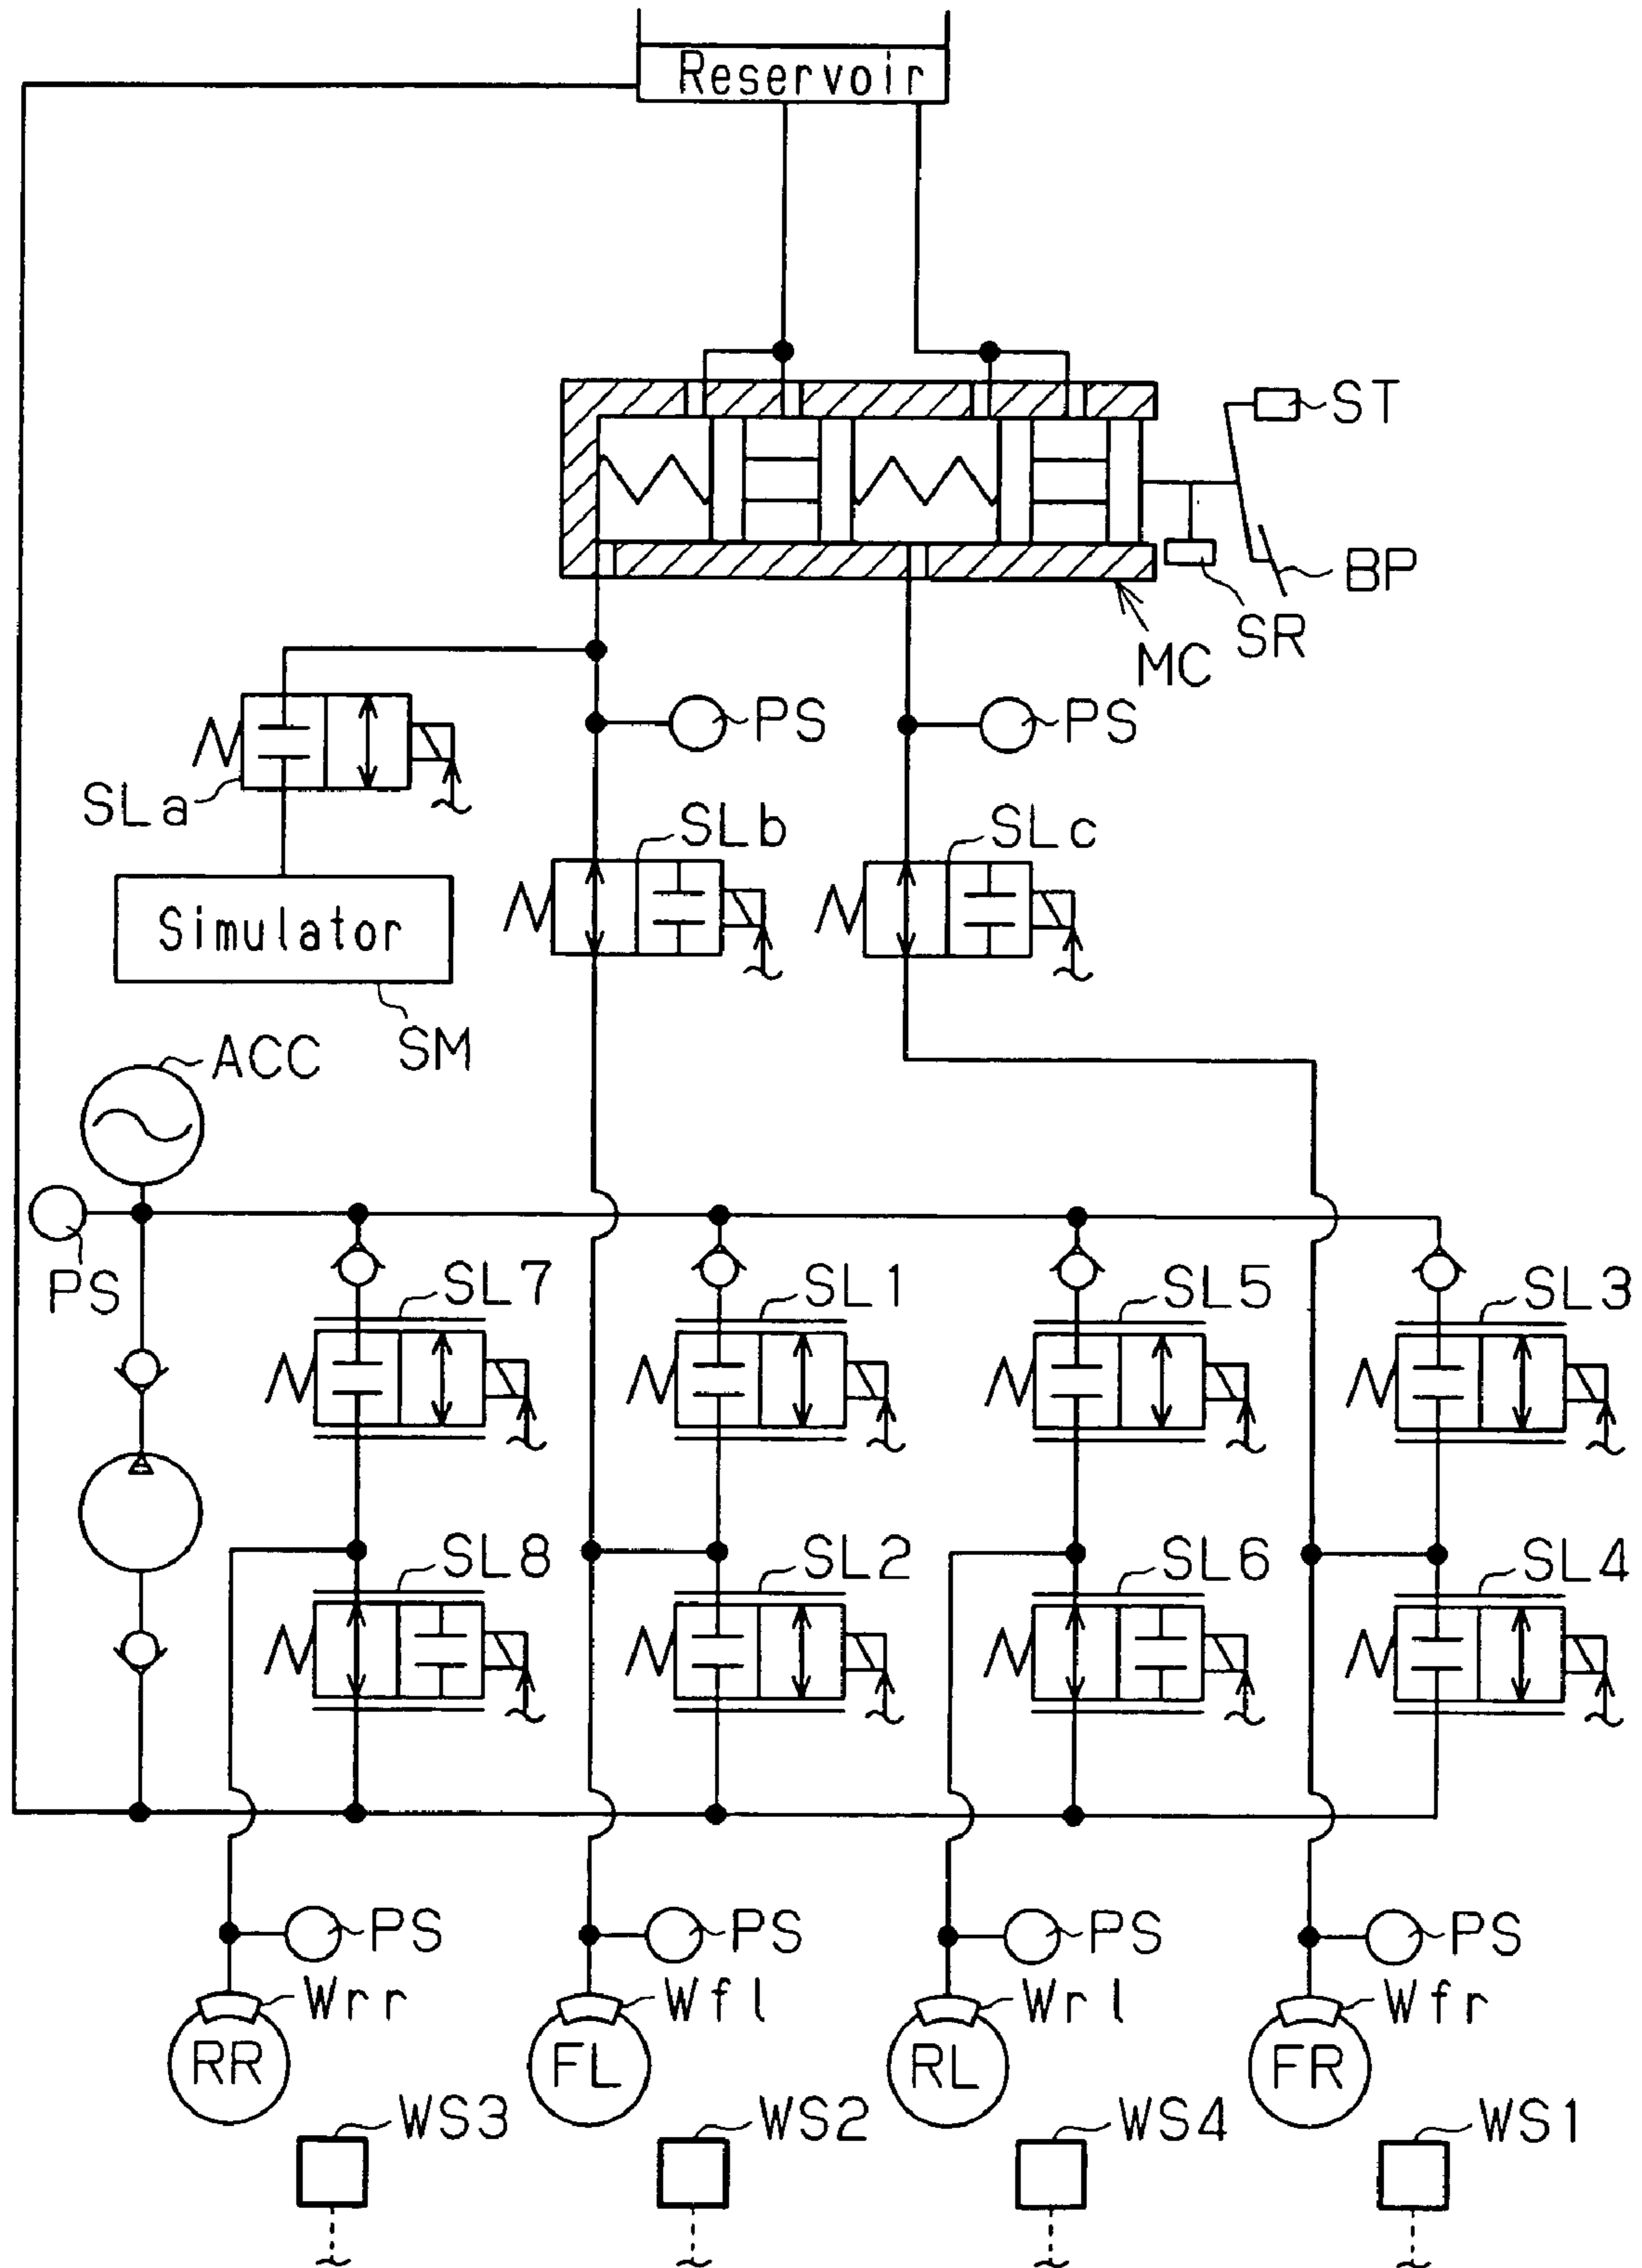 Reservoir
ST
BP
SR
MC
PS
PS
SLa
SLb
SLc
Simulator
SM
ACC
PS
SL7
SL1
SL5
SL3
SL8
SL2
SL6
SL4
PS
PS
PS
PS
Wrr
Wfl
Wrl
Wfr
RR
FL
RL
FR
WS3
WS2
WS4
WS1